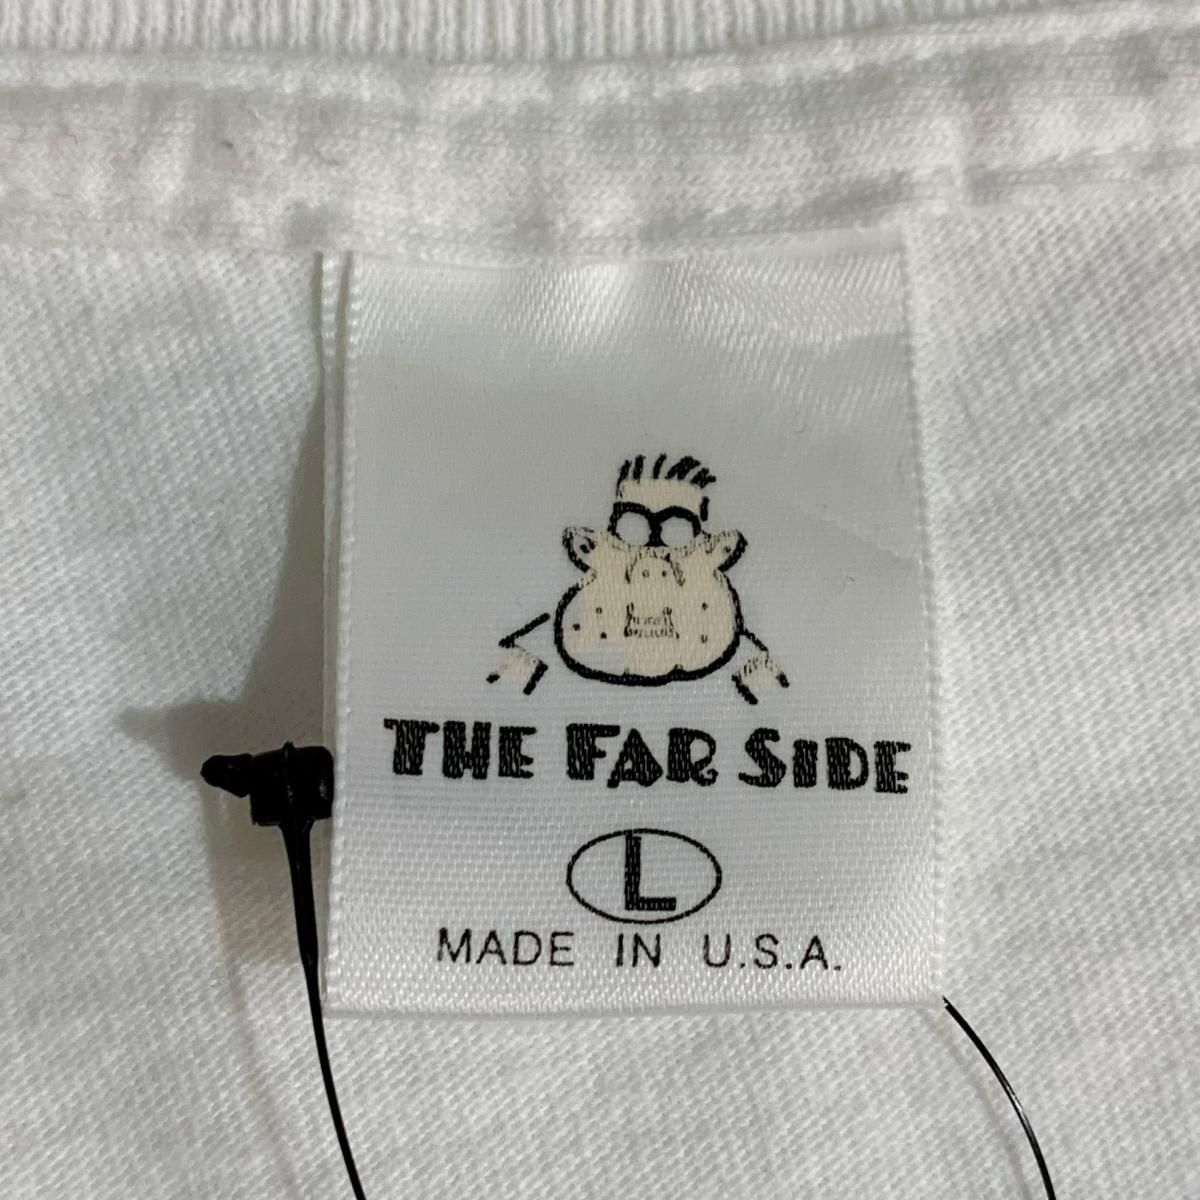 THE FAR SIDE
L
MADE IN U.S.A.